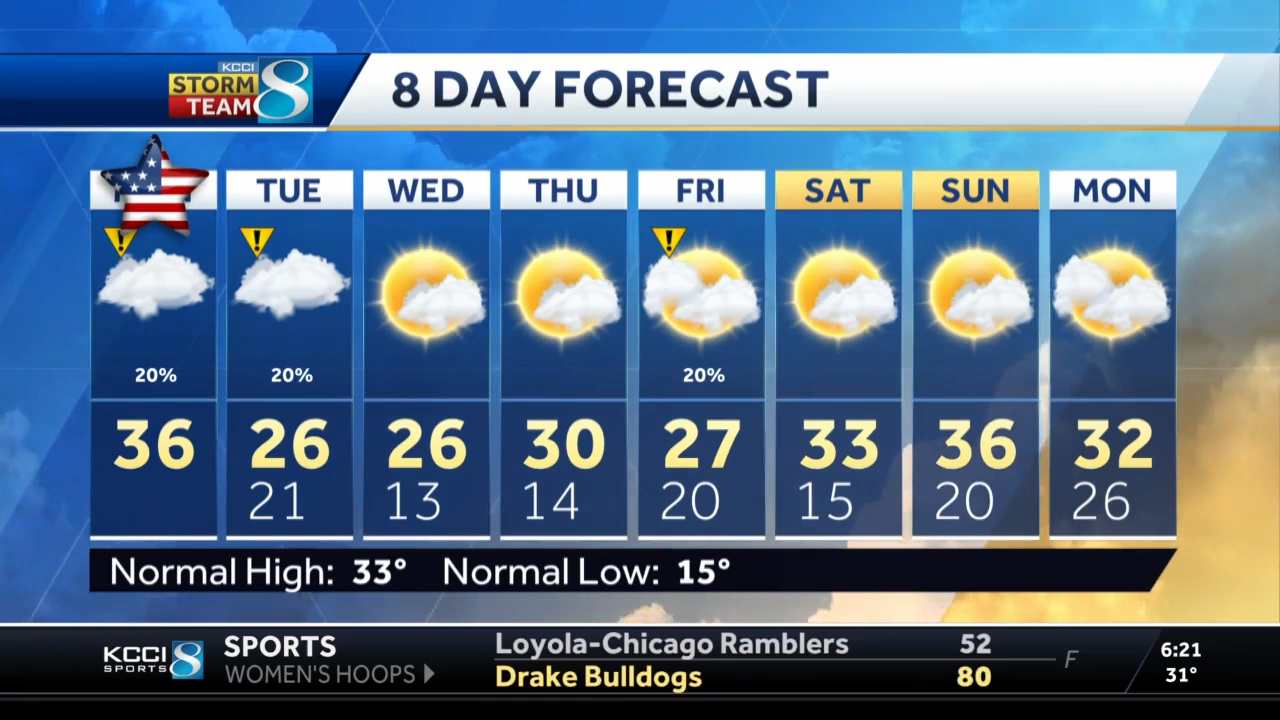 KCCI
STORM
TEAM
8
8 DAY FORECAST
TUE WED THU FRI SAT SUN MON
! ! !
20% 20% 20%
36 26 26 30 27 33 36 32
21 13 14 20 15 20 26
Normal High: 33° Normal Low: 15°
KCCI
SPORTS
8
SPORTS
WOMEN'S HOOPS
Loyola-Chicago Ramblers 52
Drake Bulldogs 80
F
6:21
31°